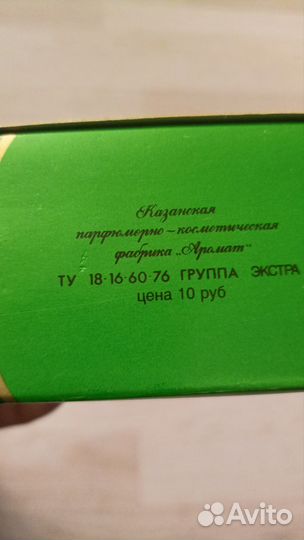 Казанская
парфюмерно-косметическая
фабрика „Аромат"
ТУ 18-16-60-76 ГРУППА ЭКСТРА
цена 10 руб
Avito